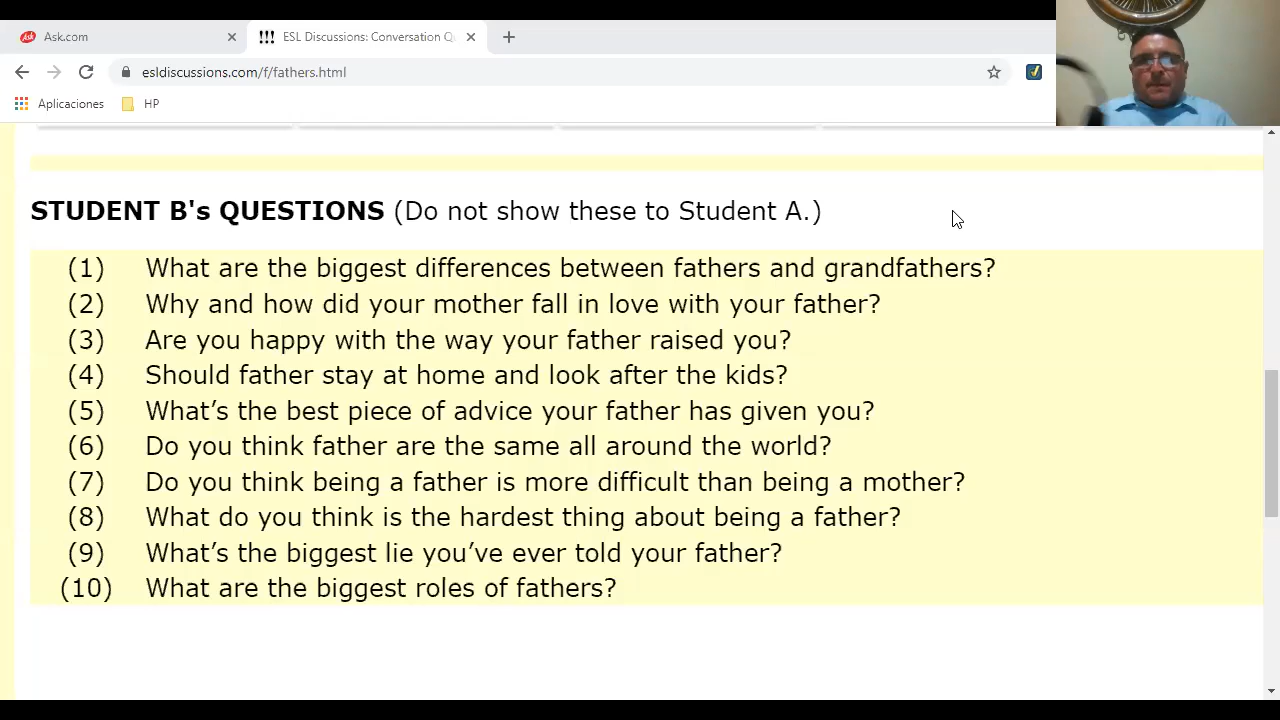 Ask Ask.com
!!! ESL Discussions: Conversation Q
esldiscussions.com/f/fathers.html
Aplicaciones HP
STUDENT B's QUESTIONS (Do not show these to Student A.)
(1) What are the biggest differences between fathers and grandfathers?
(2) Why and how did your mother fall in love with your father?
(3) Are you happy with the way your father raised you?
(4) Should father stay at home and look after the kids?
(5) What’s the best piece of advice your father has given you?
(6) Do you think father are the same all around the world?
(7) Do you think being a father is more difficult than being a mother?
(8) What do you think is the hardest thing about being a father?
(9) What’s the biggest lie you’ve ever told your father?
(10) What are the biggest roles of fathers?